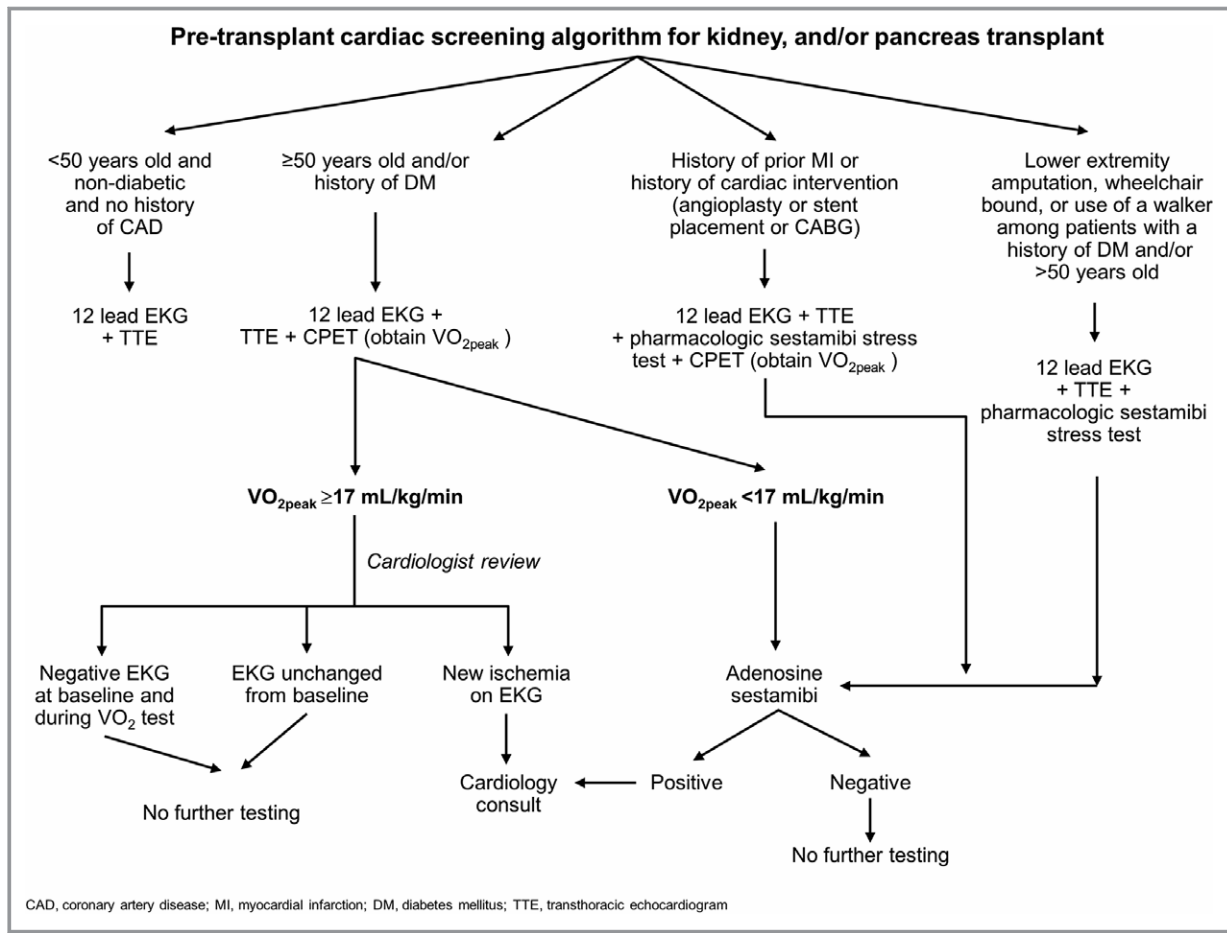 Pre-transplant cardiac screening algorithm for kidney, and/or pancreas transplant
<50 years old and
non-diabetic
and no history
of CAD
≥50 years old and/or
history of DM
History of prior MI or
history of cardiac intervention
(angioplasty or stent
placement or CABG)
Lower extremity
amputation, wheelchair
bound, or use of a walker
among patients with a
history of DM and/or
>50 years old
12 lead EKG
+ TTE
12 lead EKG +
TTE + CPET (obtain VO2peak )
12 lead EKG + TTE
+ pharmacologic sestamibi stress
test + CPET (obtain VO2peak )
12 lead EKG
+ TTE +
pharmacologic sestamibi
stress test
VO2peak ≥17 mL/kg/min
VO2peak <17 mL/kg/min
Cardiologist review
Negative EKG
at baseline and
during VO2 test
EKG unchanged
from baseline
New ischemia
on EKG
Adenosine
sestamibi
No further testing
Cardiology
consult
Positive
Negative
No further testing
CAD, coronary artery disease; MI, myocardial infarction; DM, diabetes mellitus; TTE, transthoracic echocardiogram